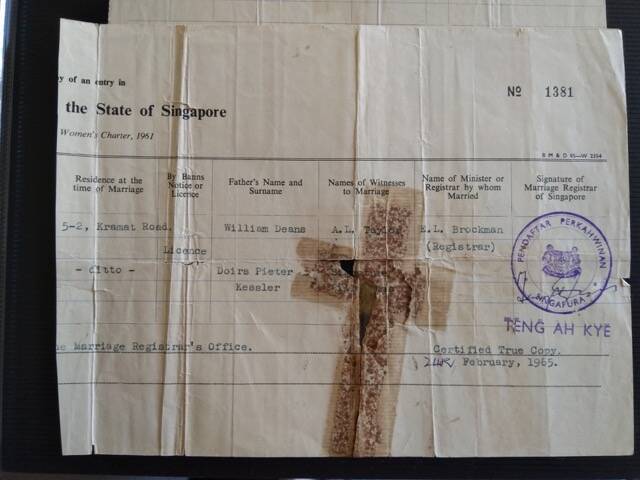 y of an entry in
the State of Singapore
Women's Charter, 1961
Nº 1381
Residence at the time of Marriage
By Banns Notice or Licence
Father's Name and Surname
Names of Witnesses to Marriage
Name of Minister or Registrar by whom Married
Signature of Marriage Registrar of Singapore
5-2, Kramat Road.
Licence
William Deans
A.L. Taylor
E.L. Brockman
(Registrar)
- ditto -
Doirs Pieter
Kessler
PENDAFTAR PERKAHWINAN
SINGAPURA
TENG AH KYE
e Marriage Registrar's Office.
Certified True Copy.
February, 1965.